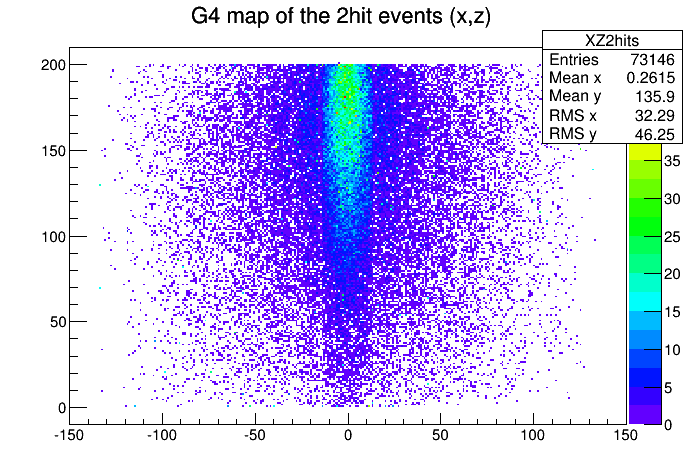 G4 map of the 2hit events (x,z)
XZ2hits
Entries 73146
Mean x 0.2615
Mean y 135.9
RMS x 32.29
RMS y 46.25
200
150
100
50
0
-150 -100 -50 0 50 100 150
35
30
25
20
15
10
5
0